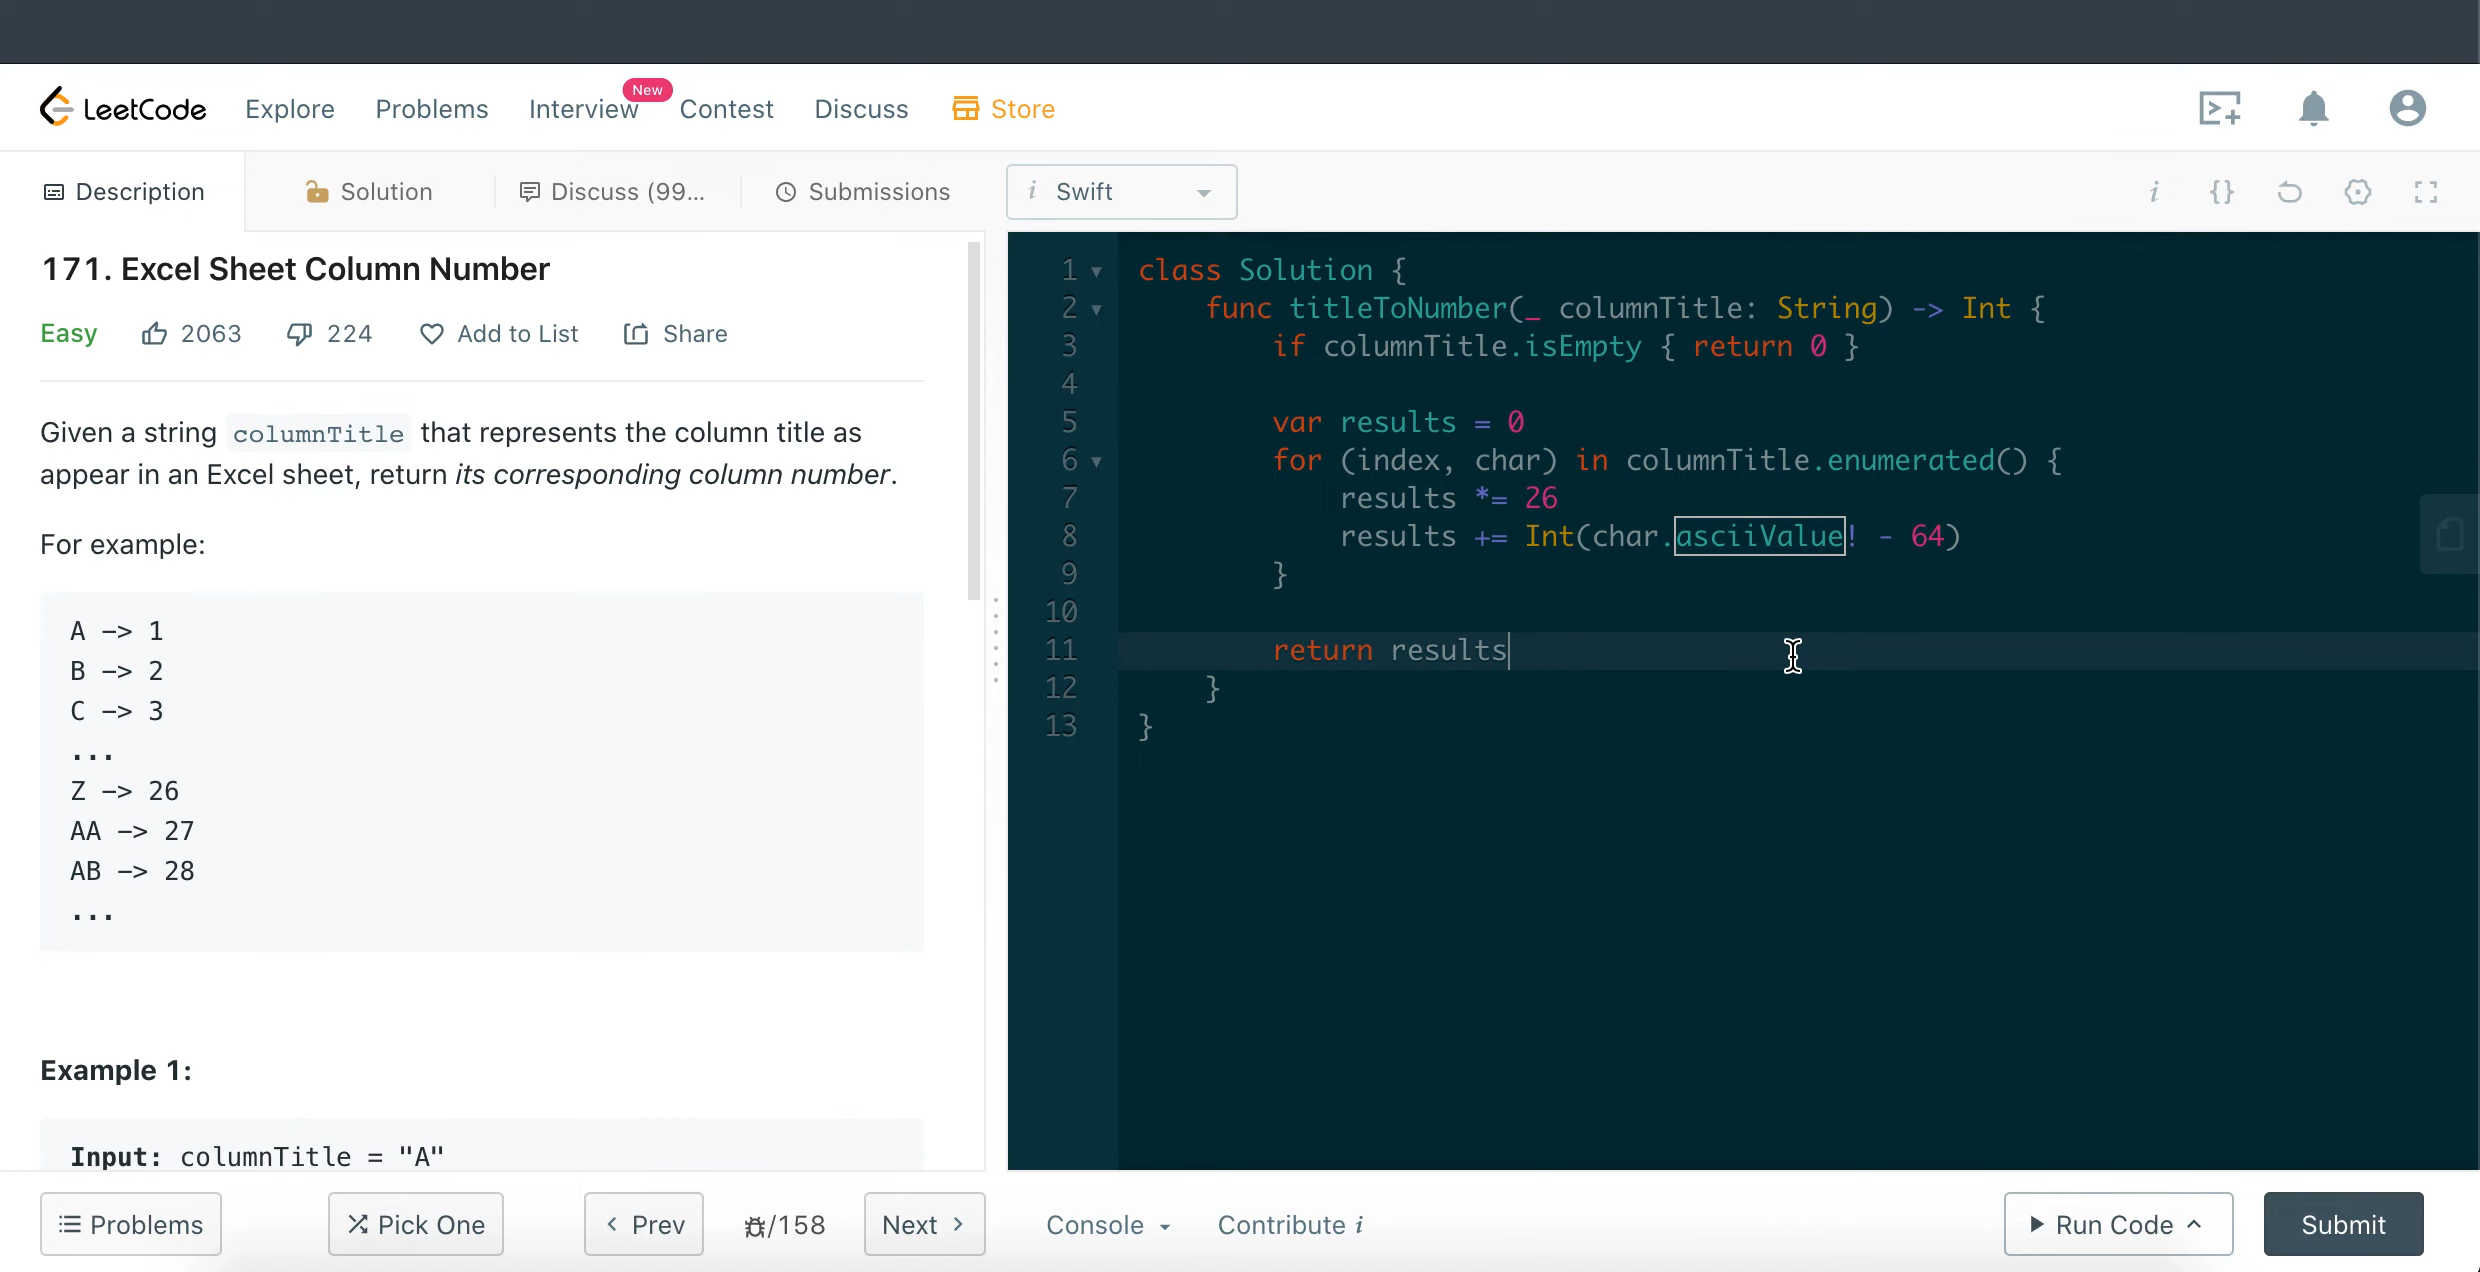 LeetCode Explore Problems Interview New Contest Discuss Store
Description Solution Discuss (99... Submissions
171. Excel Sheet Column Number
Easy 2063 224 Add to List Share
Given a string columnTitle that represents the column title as
appear in an Excel sheet, return its corresponding column number.
For example:
A -> 1
B -> 2
C -> 3
...
Z -> 26
AA -> 27
AB -> 28
...
Example 1:
Input: columnTitle = "A"
i Swift
i {}
1 class Solution {
2 func titleToNumber(_ columnTitle: String) -> Int {
3 if columnTitle.isEmpty { return 0 }
4
5 var results = 0
6 for (index, char) in columnTitle.enumerated() {
7 results *= 26
8 results += Int(char.asciiValue! - 64)
9 }
10
11 return results
12 }
13 }
Problems Pick One < Prev /158 Next > Console Contribute i Run Code Submit